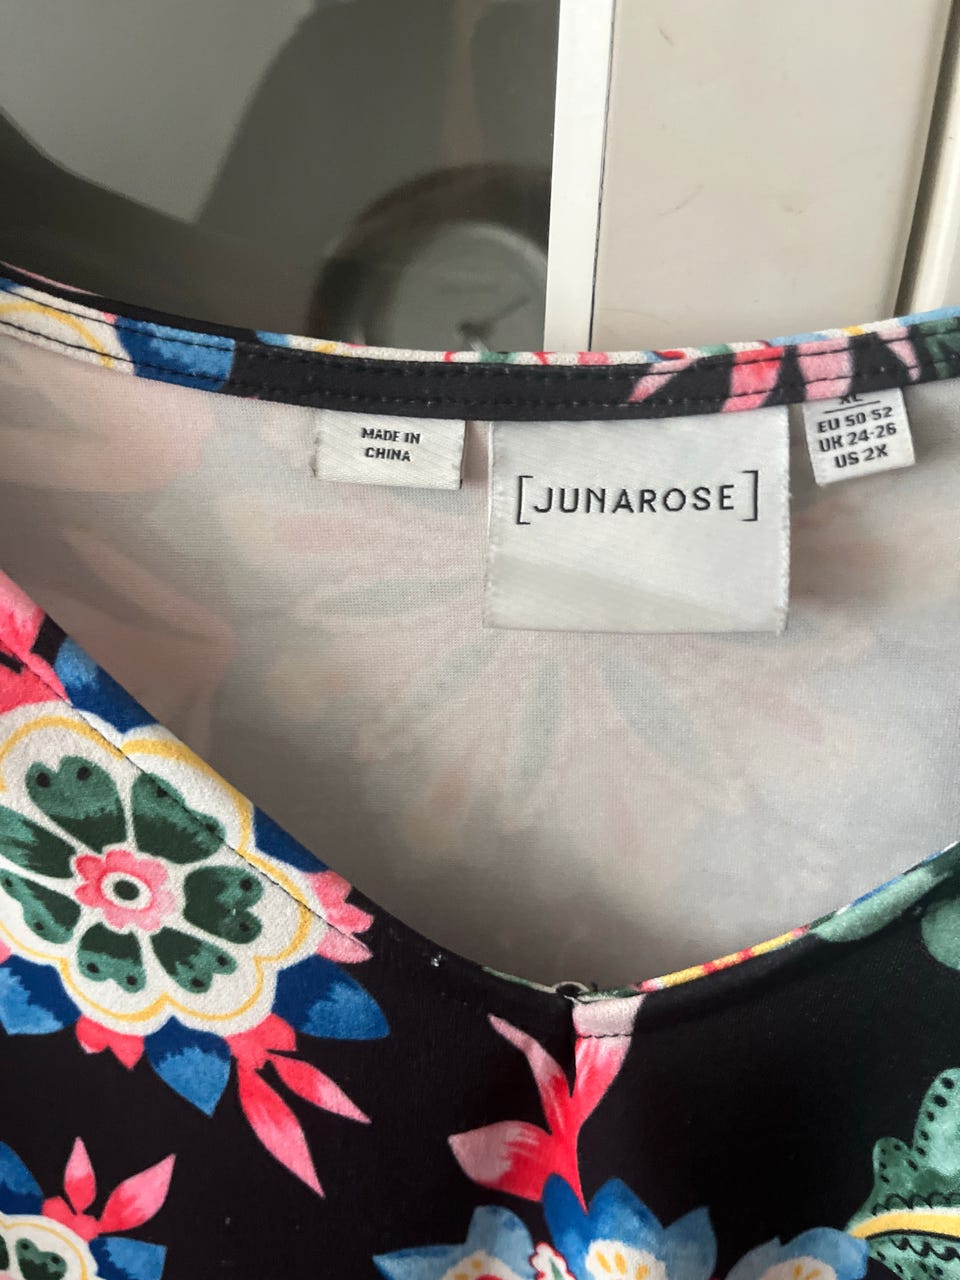 MADE IN
CHINA
[JUNAROSE]
XL
EU 50 52
UK 24-26
US 2X